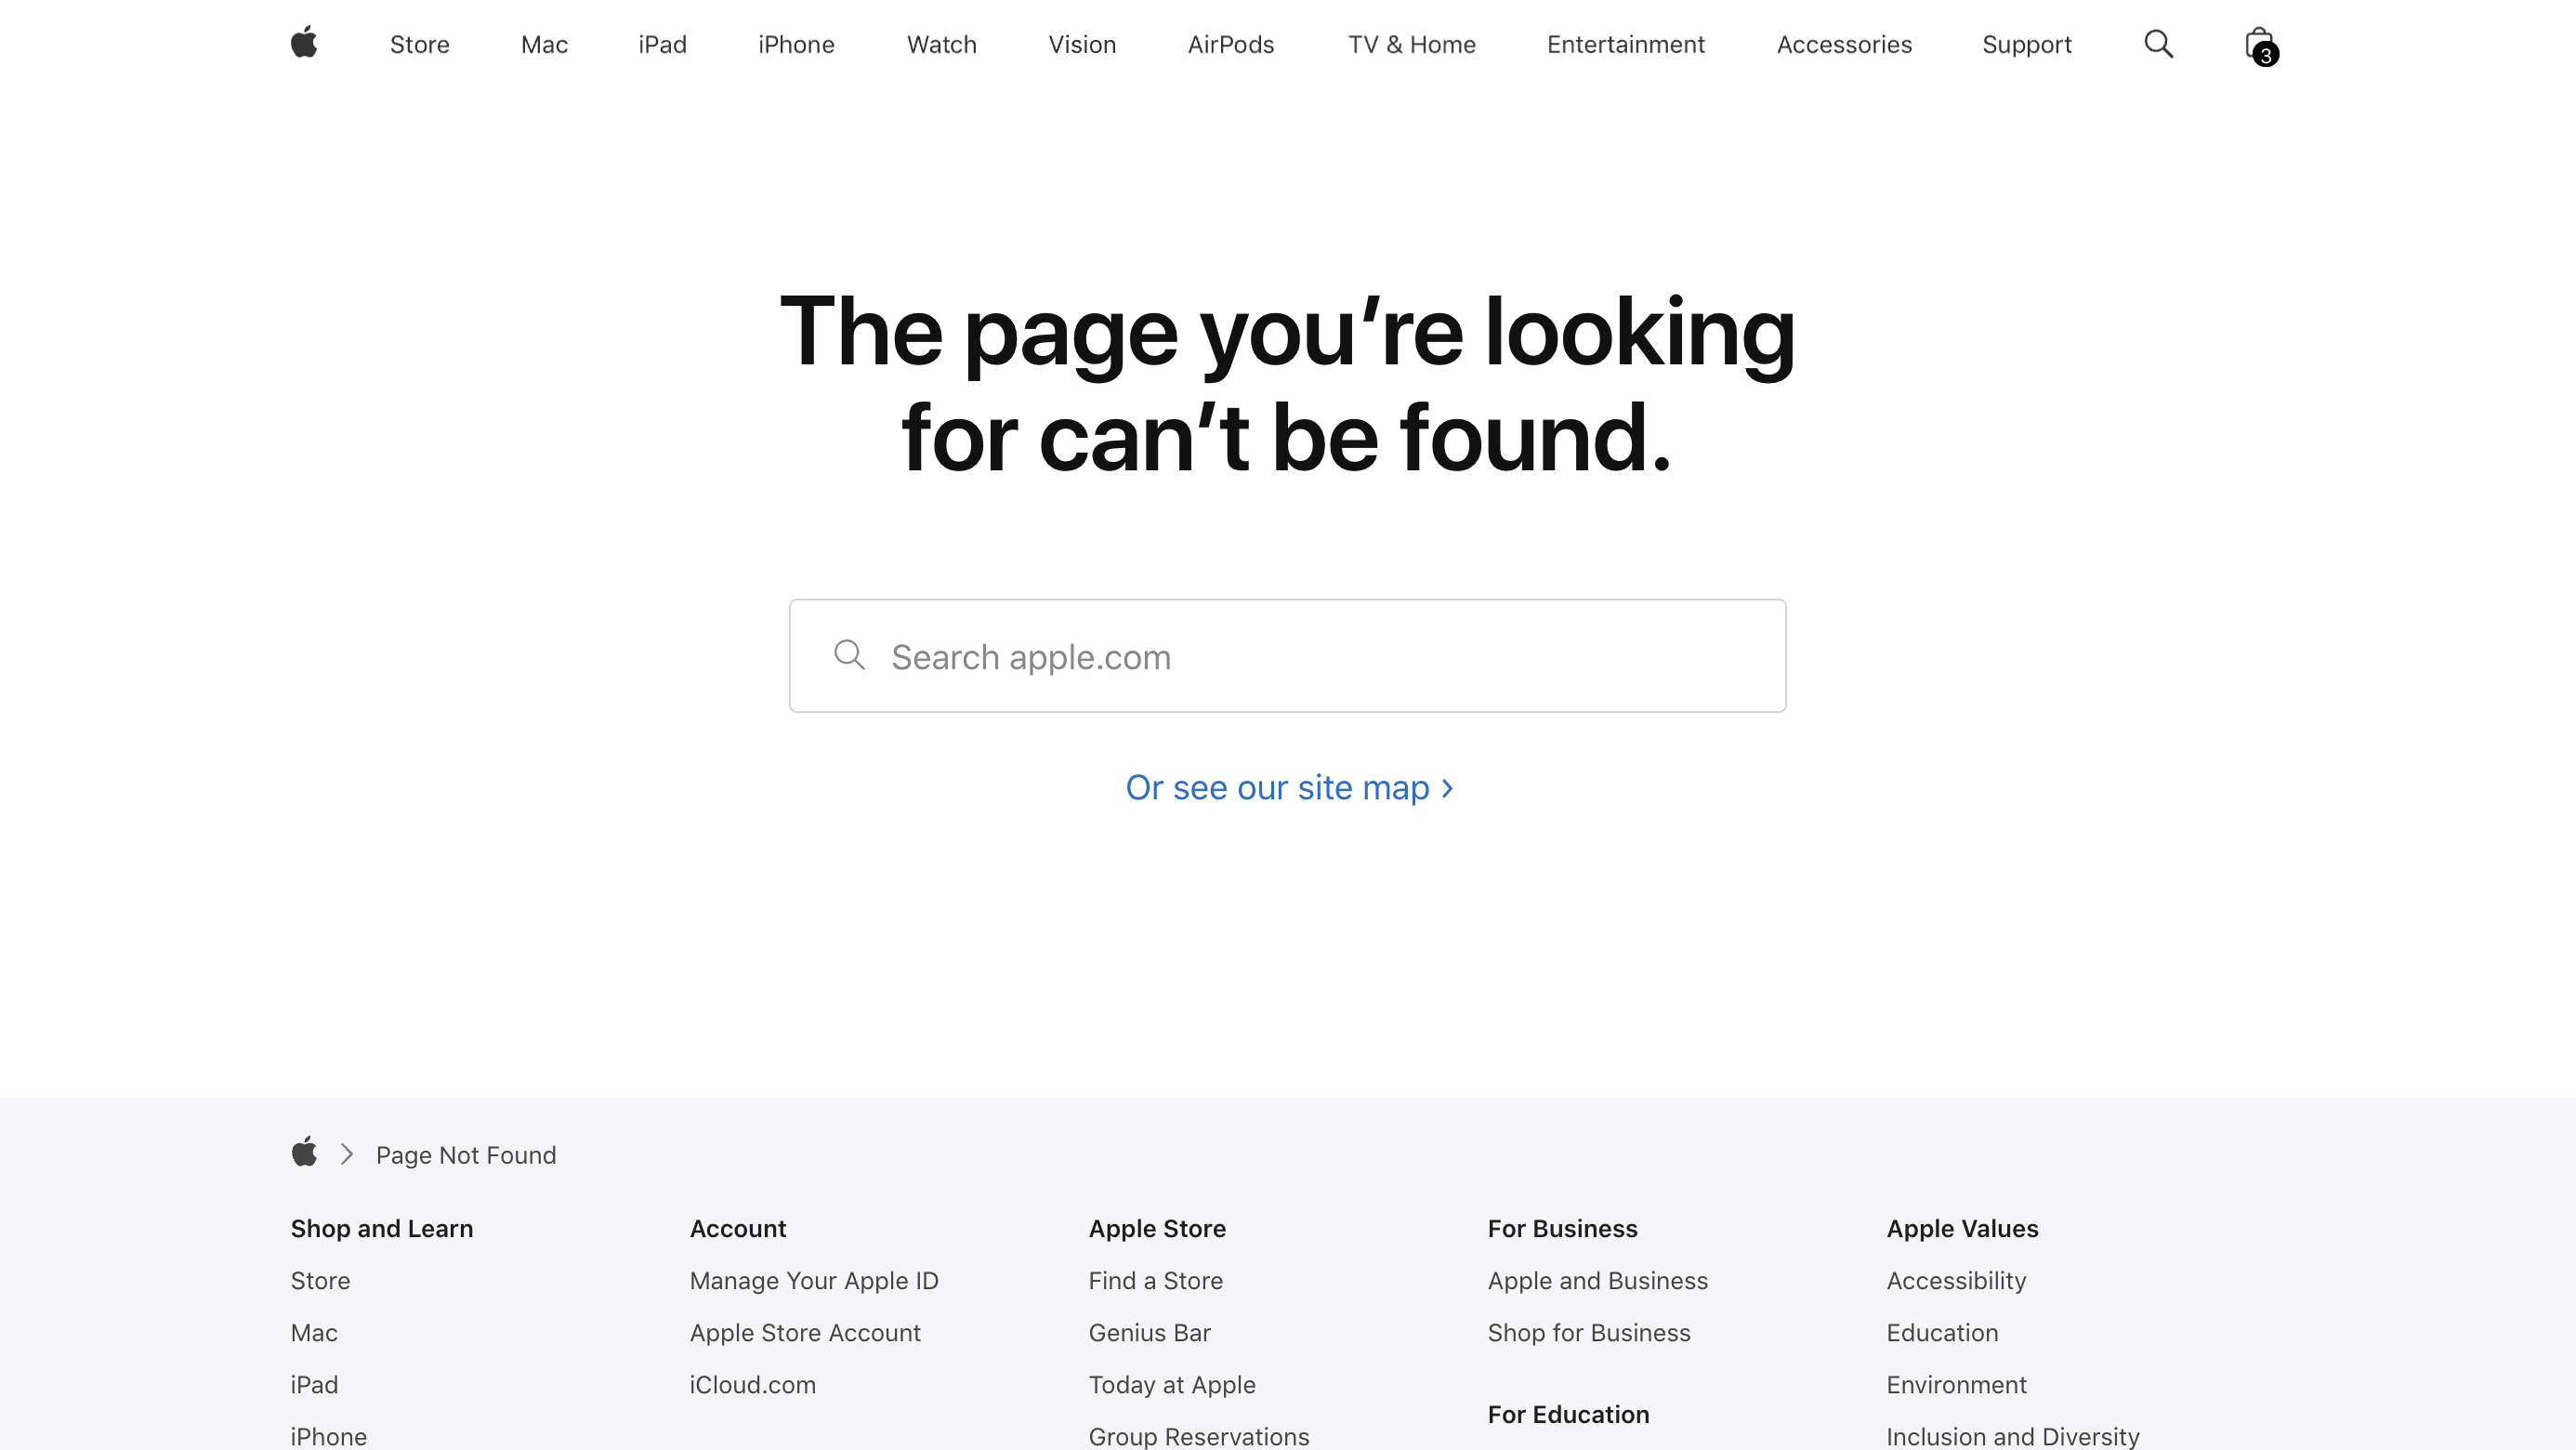 Store Mac iPad iPhone Watch Vision AirPods TV & Home Entertainment Accessories Support 3
The page you’re looking
for can’t be found.
Search apple.com
Or see our site map ›
Page Not Found
Shop and Learn
Store
Mac
iPad
iPhone
Account
Manage Your Apple ID
Apple Store Account
iCloud.com
Apple Store
Find a Store
Genius Bar
Today at Apple
Group Reservations
For Business
Apple and Business
Shop for Business
For Education
Apple Values
Accessibility
Education
Environment
Inclusion and Diversity